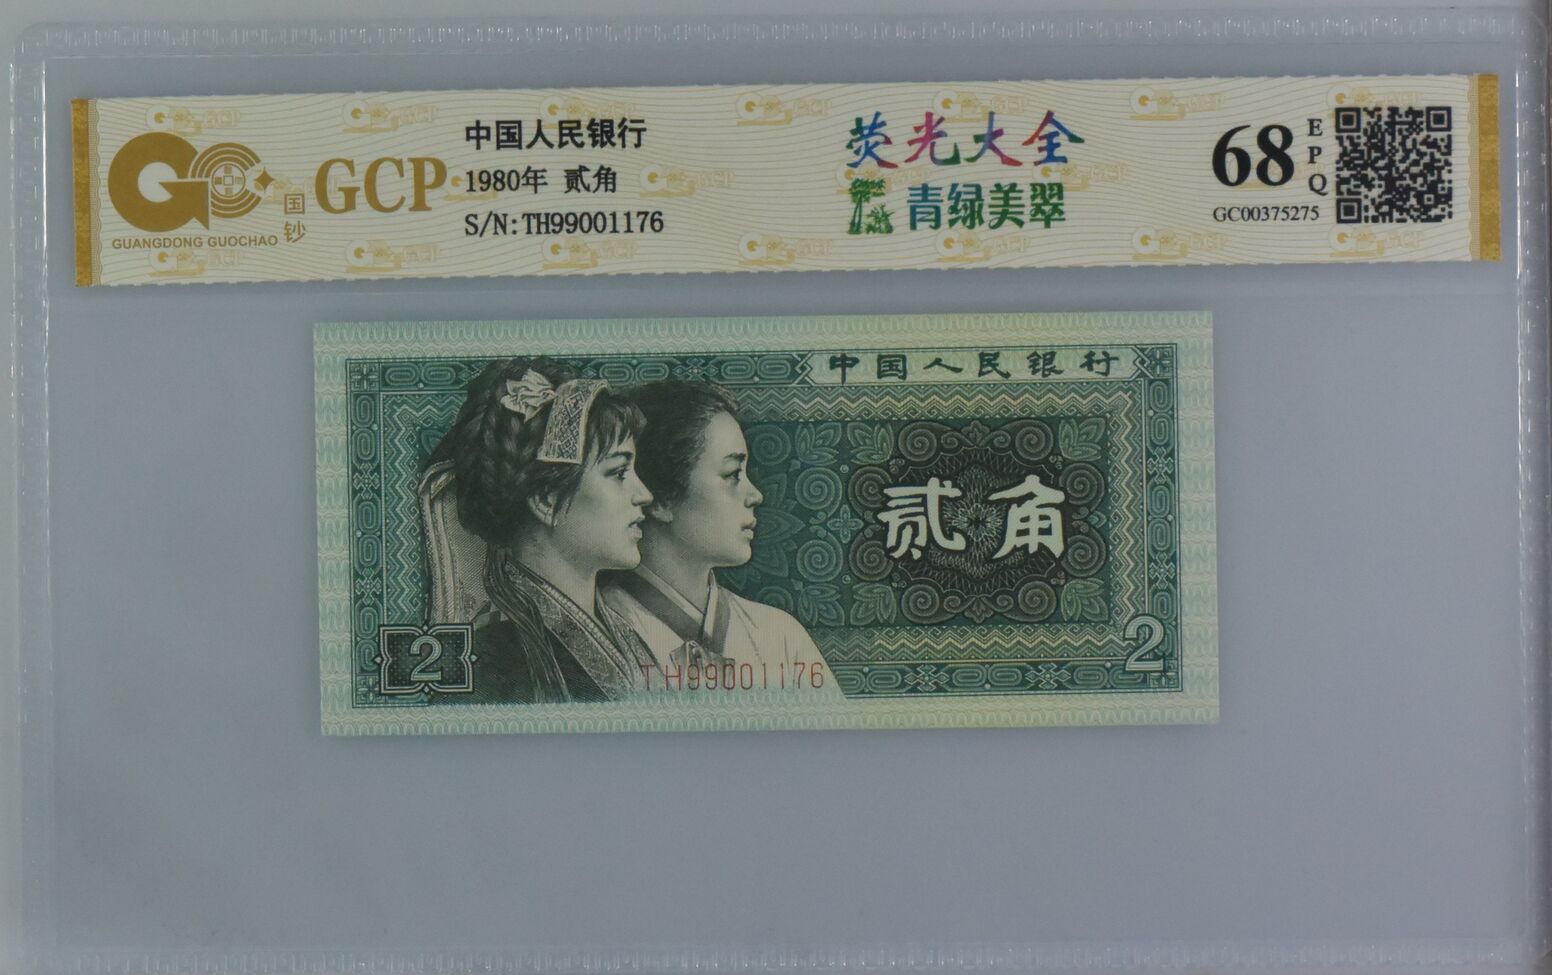 GCP
国钞
GUANGDONG GUOCHAO
中国人民银行
1980年 贰角
S/N:TH99001176
荧光大全
青绿美翠
68
EPQ
GC00375275
中国人民银行
贰角
2
2
TH99001176